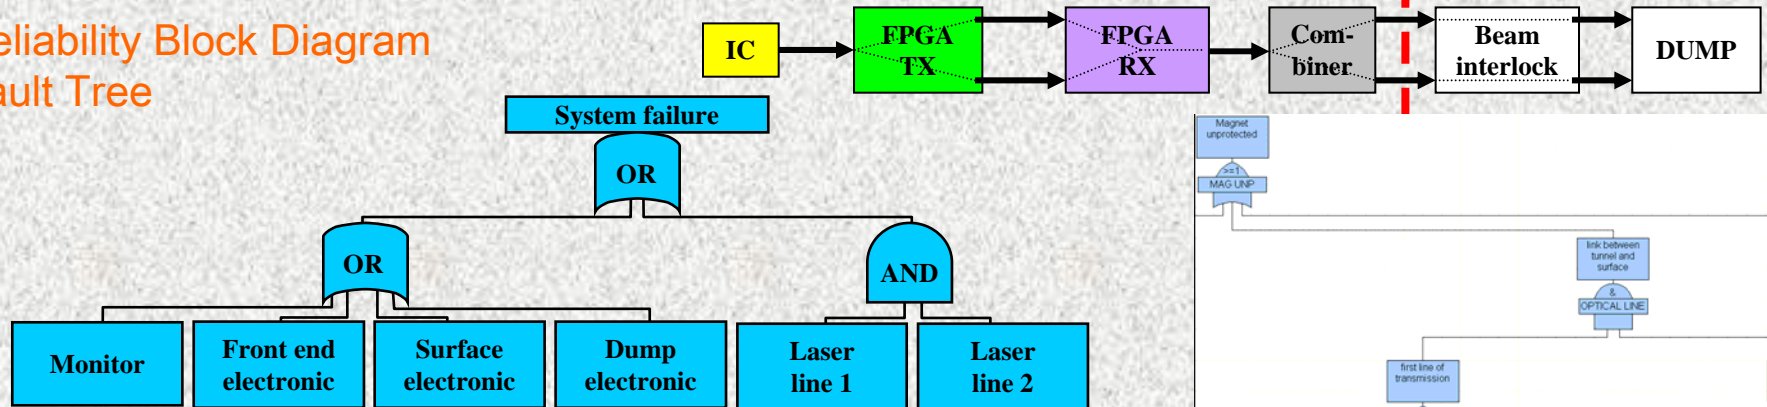 eliability Block Diagram
ault Tree
IC
FPGA
TX
FPGA
RX
Com-
biner
Beam
interlock
DUMP
System failure
OR
OR
AND
Monitor
Front end
electronic
Surface
electronic
Dump
electronic
Laser
line 1
Laser
line 2
Magnet
unprotected
>=1
MAG UNP
link between
tunnel and
surface
&
OPTICAL LINE
first line of
transmission